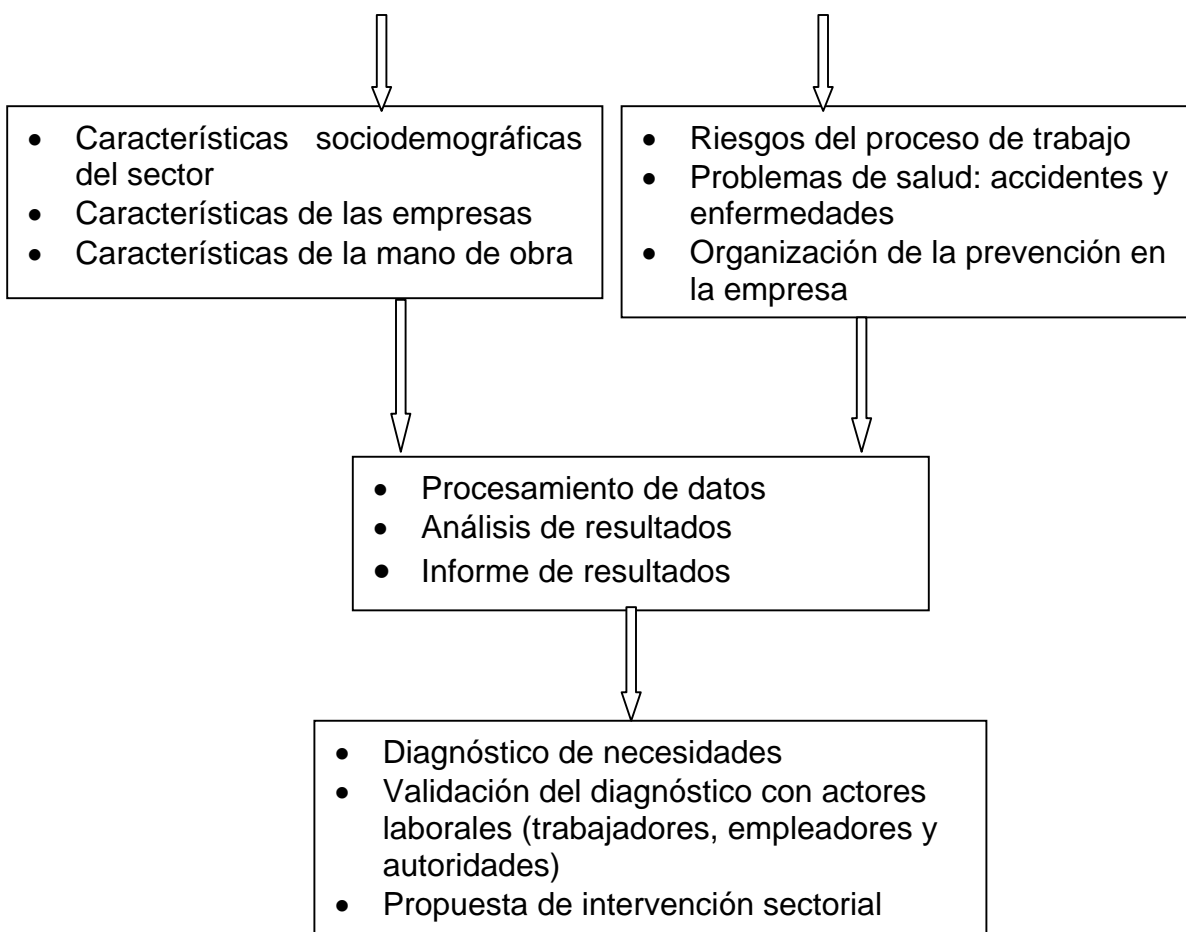 • Características sociodemográficas
del sector
• Características de las empresas
• Características de la mano de obra
• Riesgos del proceso de trabajo
• Problemas de salud: accidentes y
enfermedades
• Organización de la prevención en
la empresa
• Procesamiento de datos
• Análisis de resultados
• Informe de resultados
• Diagnóstico de necesidades
• Validación del diagnóstico con actores
laborales (trabajadores, empleadores y
autoridades)
• Propuesta de intervención sectorial